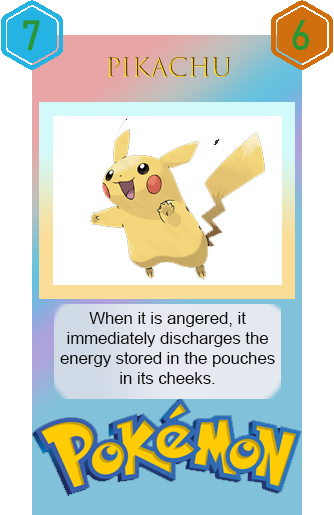 7
6
PIKACHU
When it is angered, it
immediately discharges the
energy stored in the pouches
in its cheeks.
POKéMON